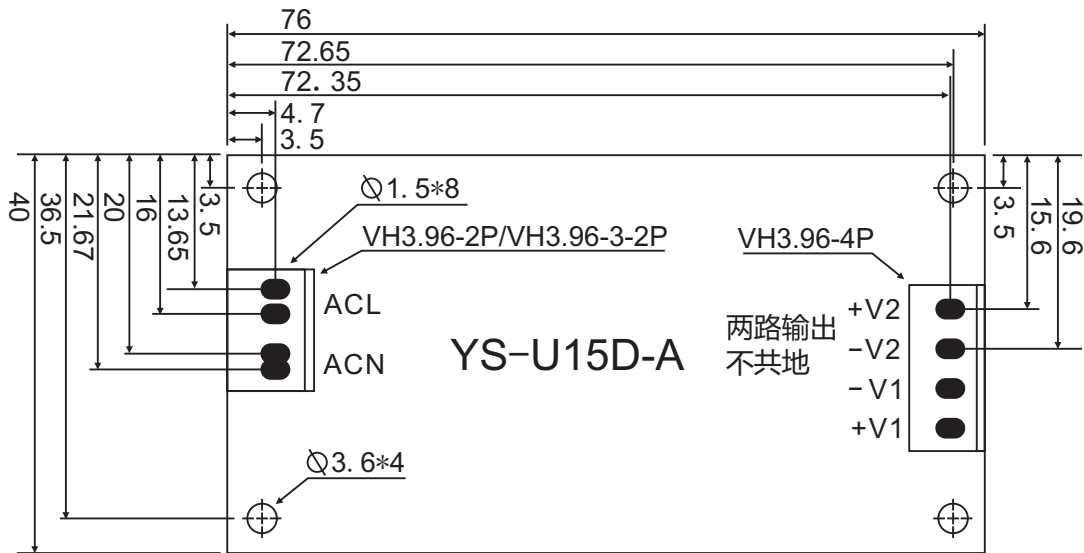 76
72.65
72. 35
4. 7
3. 5
40
36.5
21.67
20
16
13.65
3. 5
3. 5
15. 6
19. 6
∅1. 5*8
VH3.96-2P/VH3.96-3-2P
VH3.96-4P
ACL
ACN
YS-U15D-A
两路输出
不共地
+V2
-V2
-V1
+V1
∅3. 6*4